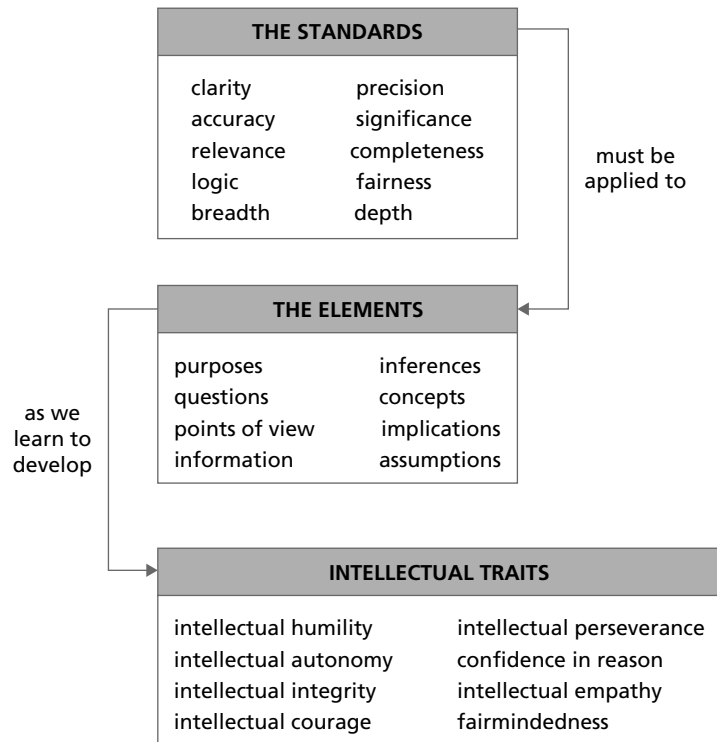 THE STANDARDS
clarity precision
accuracy significance
relevance completeness
logic fairness
breadth depth
must be
applied to
THE ELEMENTS
purposes inferences
questions concepts
points of view implications
information assumptions
as we
learn to
develop
INTELLECTUAL TRAITS
intellectual humility intellectual perseverance
intellectual autonomy confidence in reason
intellectual integrity intellectual empathy
intellectual courage fairmindedness